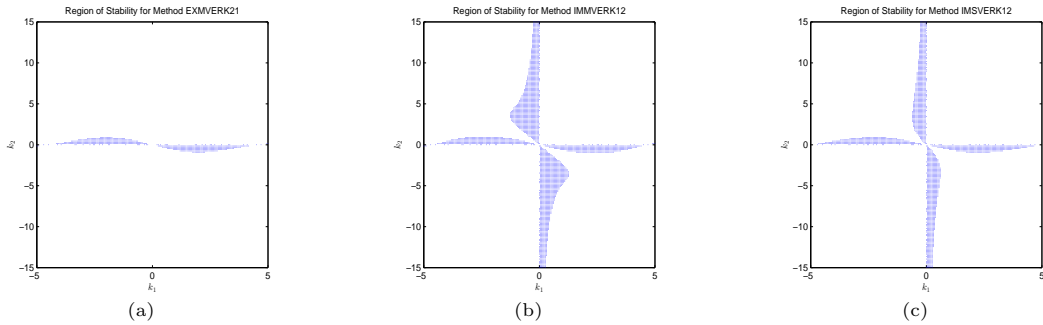 Region of Stability for Method EXMVERK21
15
10
5
0
−5
−10
−15
−5
0
5
k₂
k₁
(a)
Region of Stability for Method IMMVERK12
15
10
5
0
−5
−10
−15
−5
0
5
k₂
k₁
(b)
Region of Stability for Method IMSVERK12
15
10
5
0
−5
−10
−15
−5
0
5
k₂
k₁
(c)